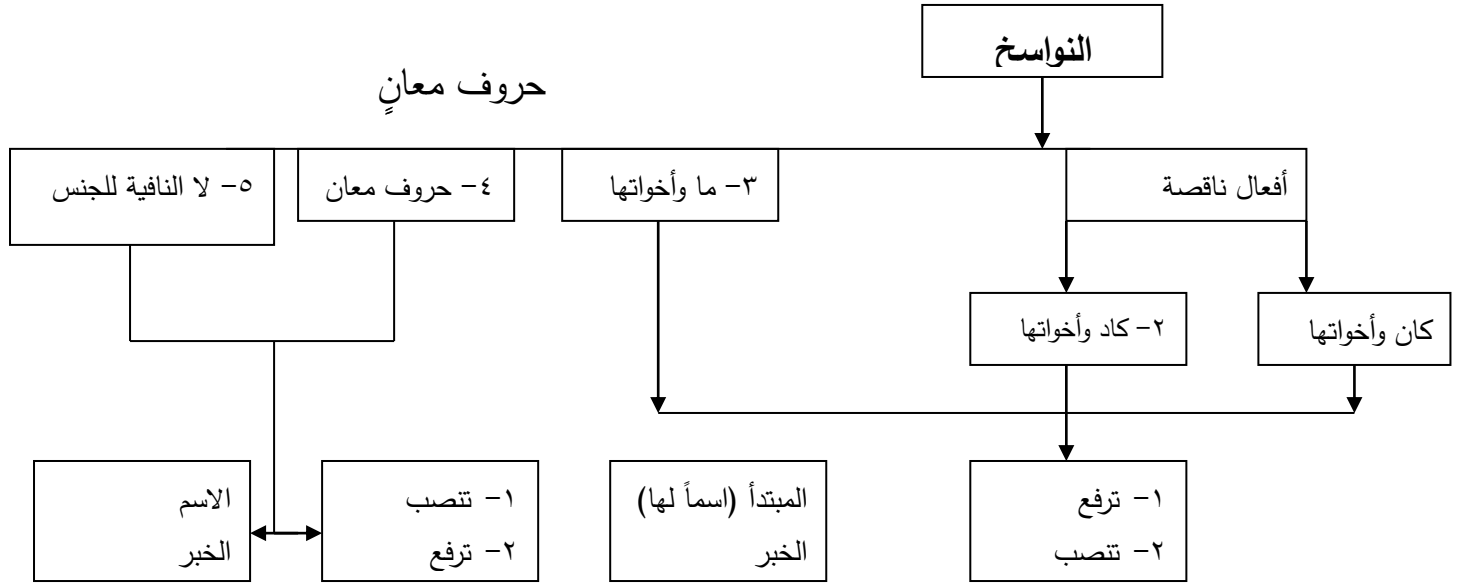 النواسخ
حروف معانٍ
أفعال ناقصة
٣- ما وأخواتها
٤- حروف معان
٥- لا النافية للجنس
كان وأخواتها
٢- كاد وأخواتها
١- ترفع
٢- تنصب
المبتدأ (اسماً لها)
الخبر
١- تنصب
٢- ترفع
الاسم
الخبر